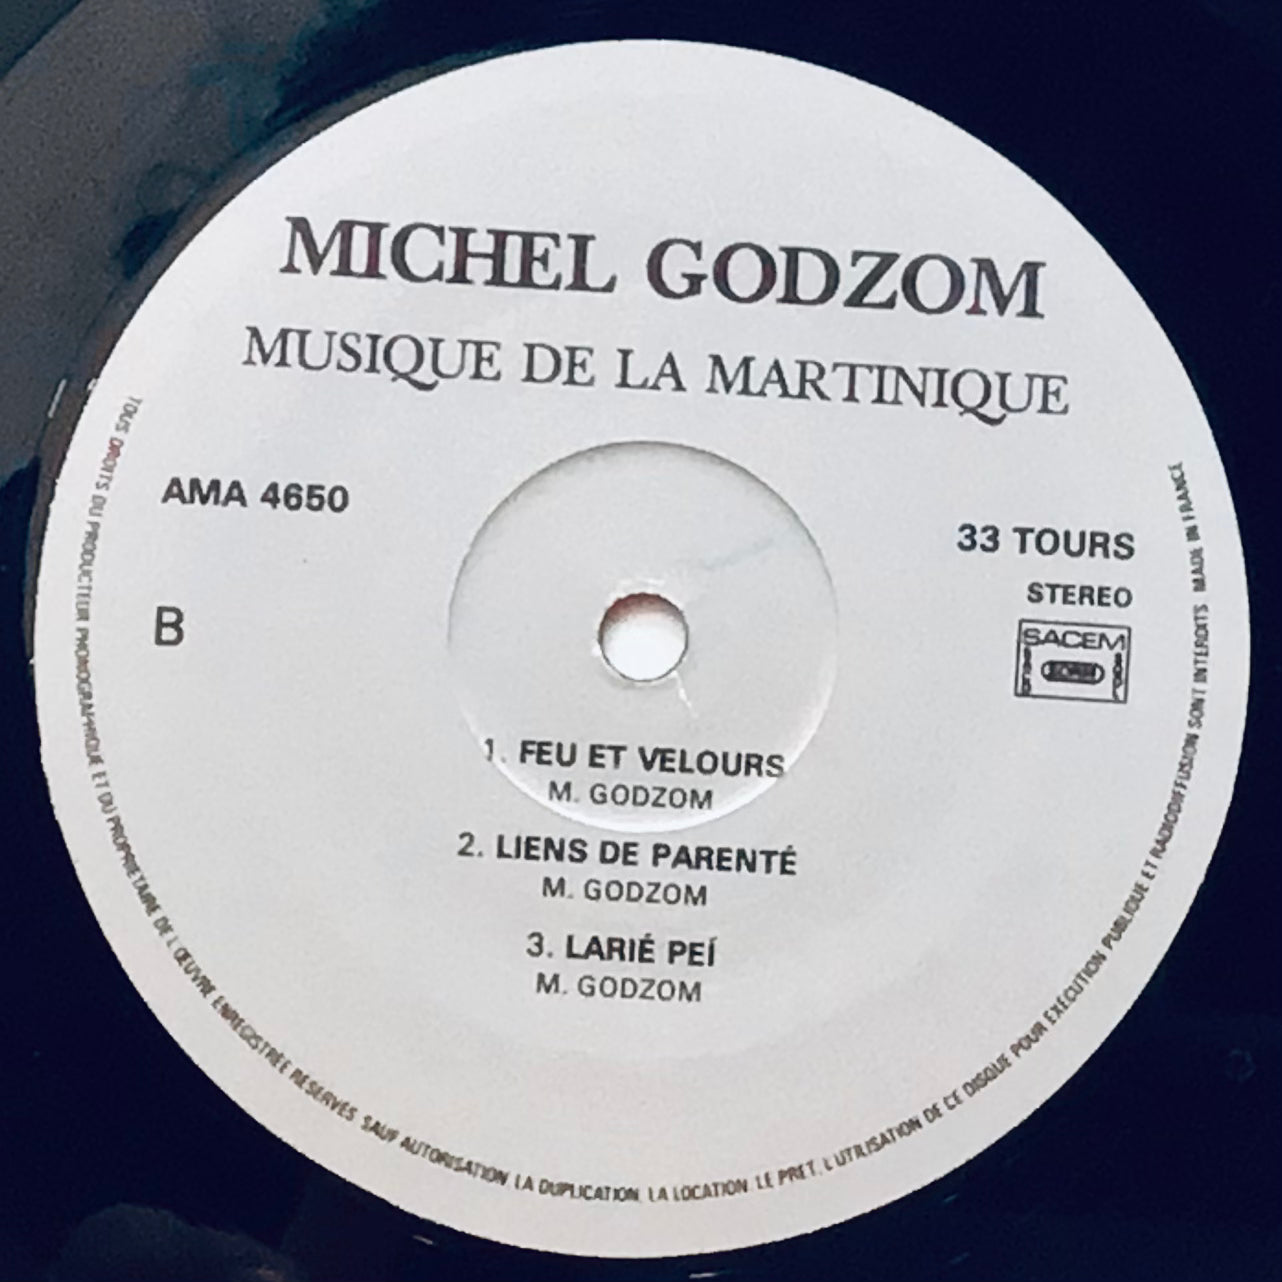 MICHEL GODZOM
MUSIQUE DE LA MARTINIQUE
AMA 4650
33 TOURS
STEREO
B
SACEM
1. FEU ET VELOURS
M. GODZOM
2. LIENS DE PARENTÉ
M. GODZOM
3. LARIÉ PEÍ
M. GODZOM
TOUS DROITS DU PRODUCTEUR PHONOGRAPHIQUE ET DU PROPRIETAIRE DE L'ŒUVRE ENREGISTRÉE RÉSERVÉS. SAUF AUTORISATION LA DUPLICATION, LA LOCATION, LE PRET, L'UTILISATION DE CE DISQUE POUR EXÉCUTION PUBLIQUE ET RADIODIFFUSION SONT INTERDITS MADE IN FRANCE